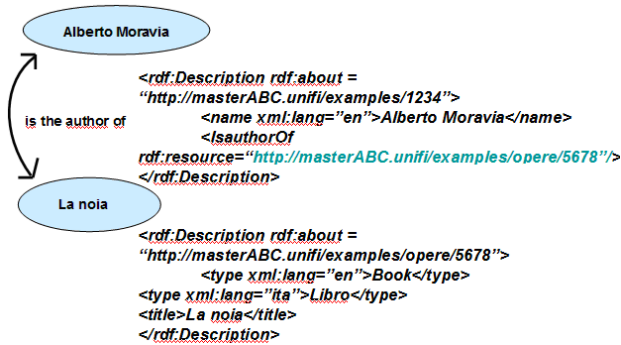 Alberto Moravia
<rdf:Description rdf:about =
“http://masterABC.unifi/examples/1234”>
<name xml:lang=”en”>Alberto Moravia</name>
is the author of
<IsauthorOf
rdf:resource=“http://masterABC.unifi/examples/opere/5678”/>
</rdf:Description>
La noia
<rdf:Description rdf:about =
“http://masterABC.unifi/examples/opere/5678”>
<type xml:lang=”en”>Book</type>
<type xml:lang=”ita”>Libro</type>
<title>La noia</title>
</rdf:Description>